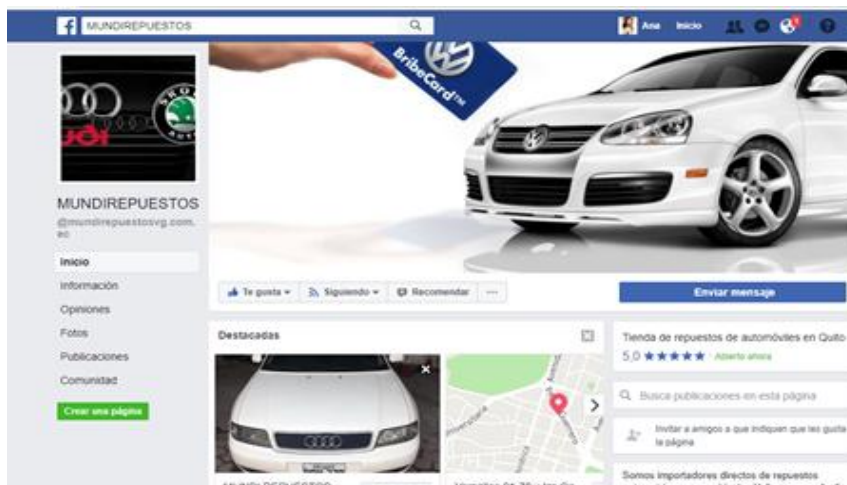 MUNDIREPUESTOS
Ana Inicio
BribeCard™
Audi
MUNDIREPUESTOS
@mundirepuestosvg.com.
ec
Inicio
Información
Opiniones
Fotos
Publicaciones
Comunidad
Crear una página
Te gusta
Siguiendo
Recomendar
Enviar mensaje
Destacadas
Tienda de repuestos de automóviles en Quito
5,0 ★★★★★ · Abierto ahora
Busca publicaciones en esta página
Invitar a amigos a que indiquen que les gusta
la página
Somos importadores directos de repuestos